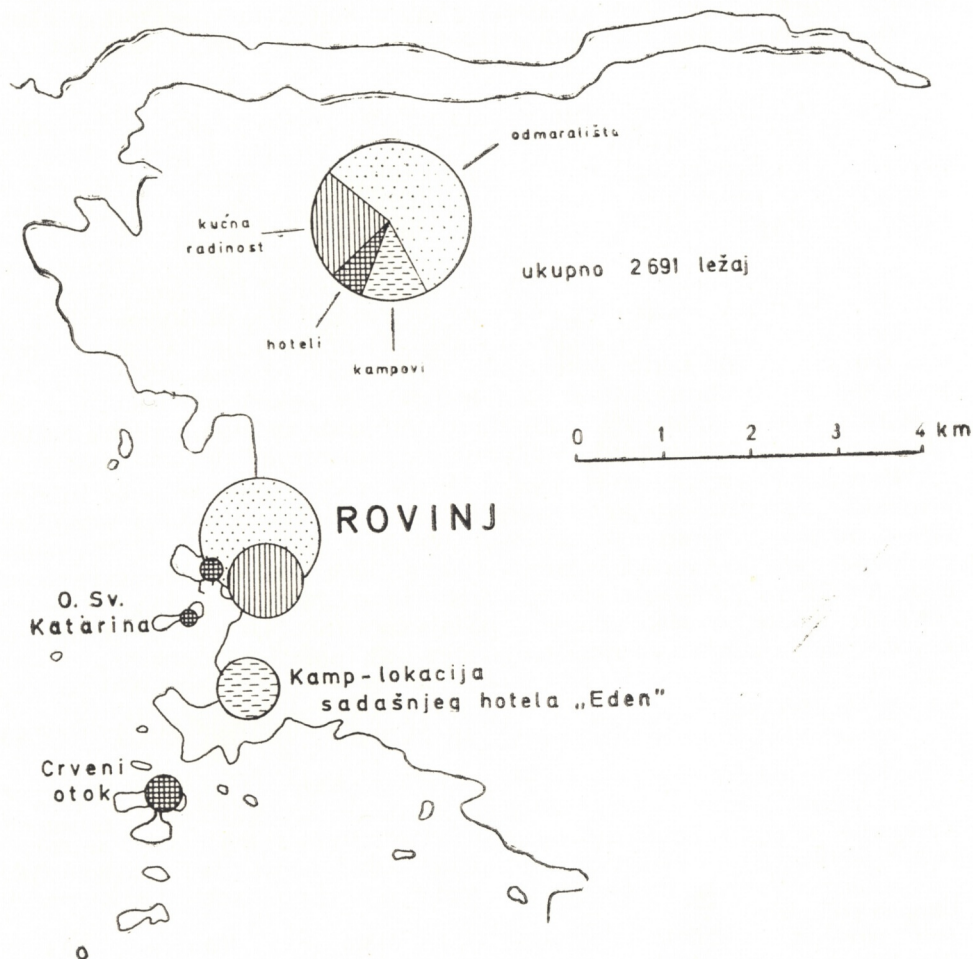 odmarališta
kućna
radinost
ukupno 2691 ležaj
hoteli
kampovi
0 1 2 3 4 km
ROVINJ
O. Sv.
Katarina
Kamp-lokacija
sadašnjeg hotela „Eden”
Crveni
otok